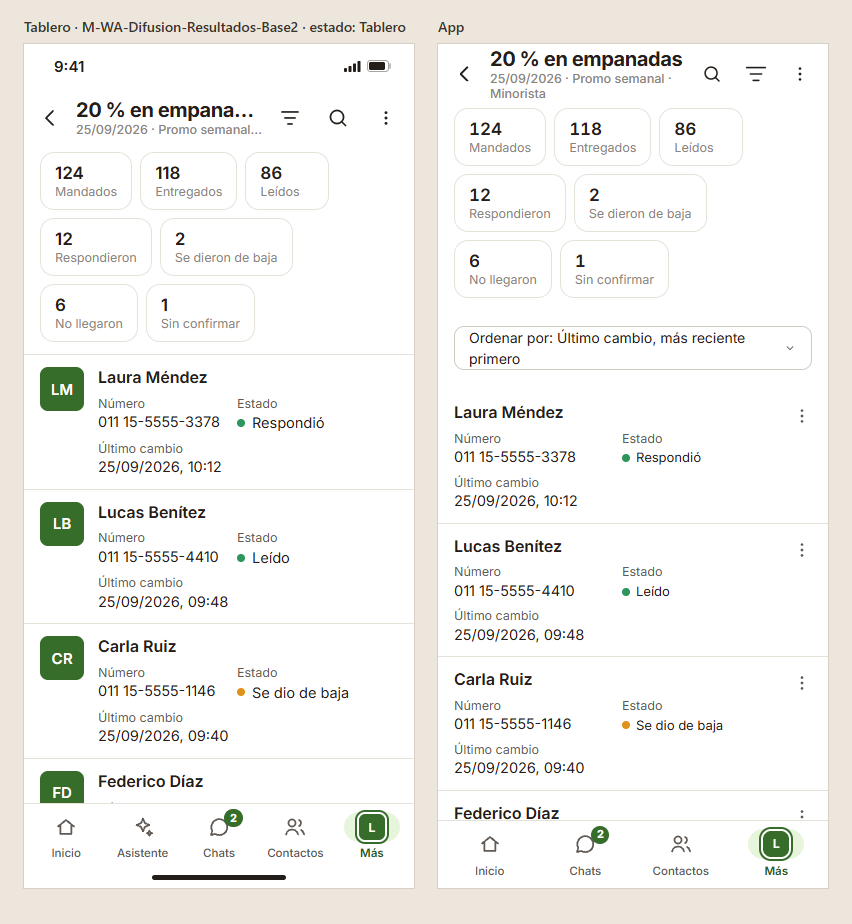 Tablero · M-WA-Difusion-Resultados-Base2 · estado: Tablero
9:41
20 % en empana...
25/09/2026 · Promo semanal...
124
Mandados
118
Entregados
86
Leídos
12
Respondieron
2
Se dieron de baja
6
No llegaron
1
Sin confirmar
LM
Laura Méndez
Número
Estado
011 15-5555-3378
Respondió
Último cambio
25/09/2026, 10:12
LB
Lucas Benítez
Número
Estado
011 15-5555-4410
Leído
Último cambio
25/09/2026, 09:48
CR
Carla Ruiz
Número
Estado
011 15-5555-1146
Se dio de baja
Último cambio
25/09/2026, 09:40
FD
Federico Díaz
Inicio
Asistente
2
Chats
Contactos
L
Más
App
20 % en empanadas
25/09/2026 · Promo semanal ·
Minorista
124
Mandados
118
Entregados
86
Leídos
12
Respondieron
2
Se dieron de baja
6
No llegaron
1
Sin confirmar
Ordenar por: Último cambio, más reciente
primero
Laura Méndez
Número
Estado
011 15-5555-3378
Respondió
Último cambio
25/09/2026, 10:12
Lucas Benítez
Número
Estado
011 15-5555-4410
Leído
Último cambio
25/09/2026, 09:48
Carla Ruiz
Número
Estado
011 15-5555-1146
Se dio de baja
Último cambio
25/09/2026, 09:40
Federico Díaz
Inicio
2
Chats
Contactos
L
Más